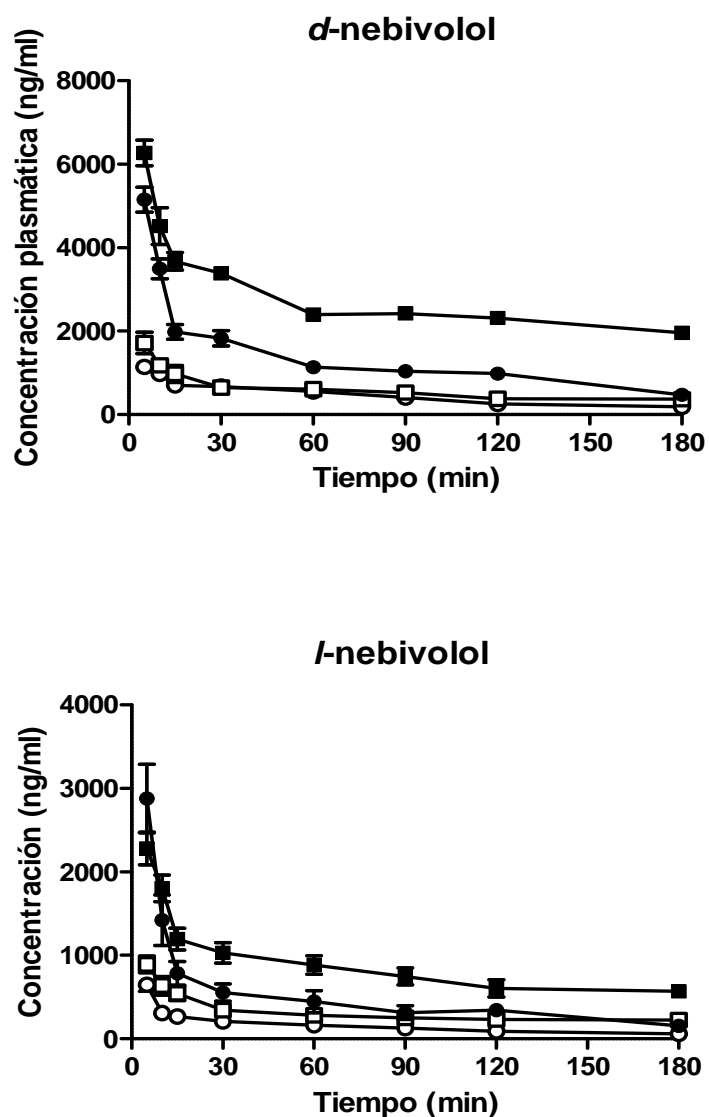 d-nebivolol
Concentración plasmática (ng/ml)
8000
6000
4000
2000
0
0 30 60 90 120 150 180
Tiempo (min)
l-nebivolol
Concentración (ng/ml)
4000
3000
2000
1000
0
0 30 60 90 120 150 180
Tiempo (min)